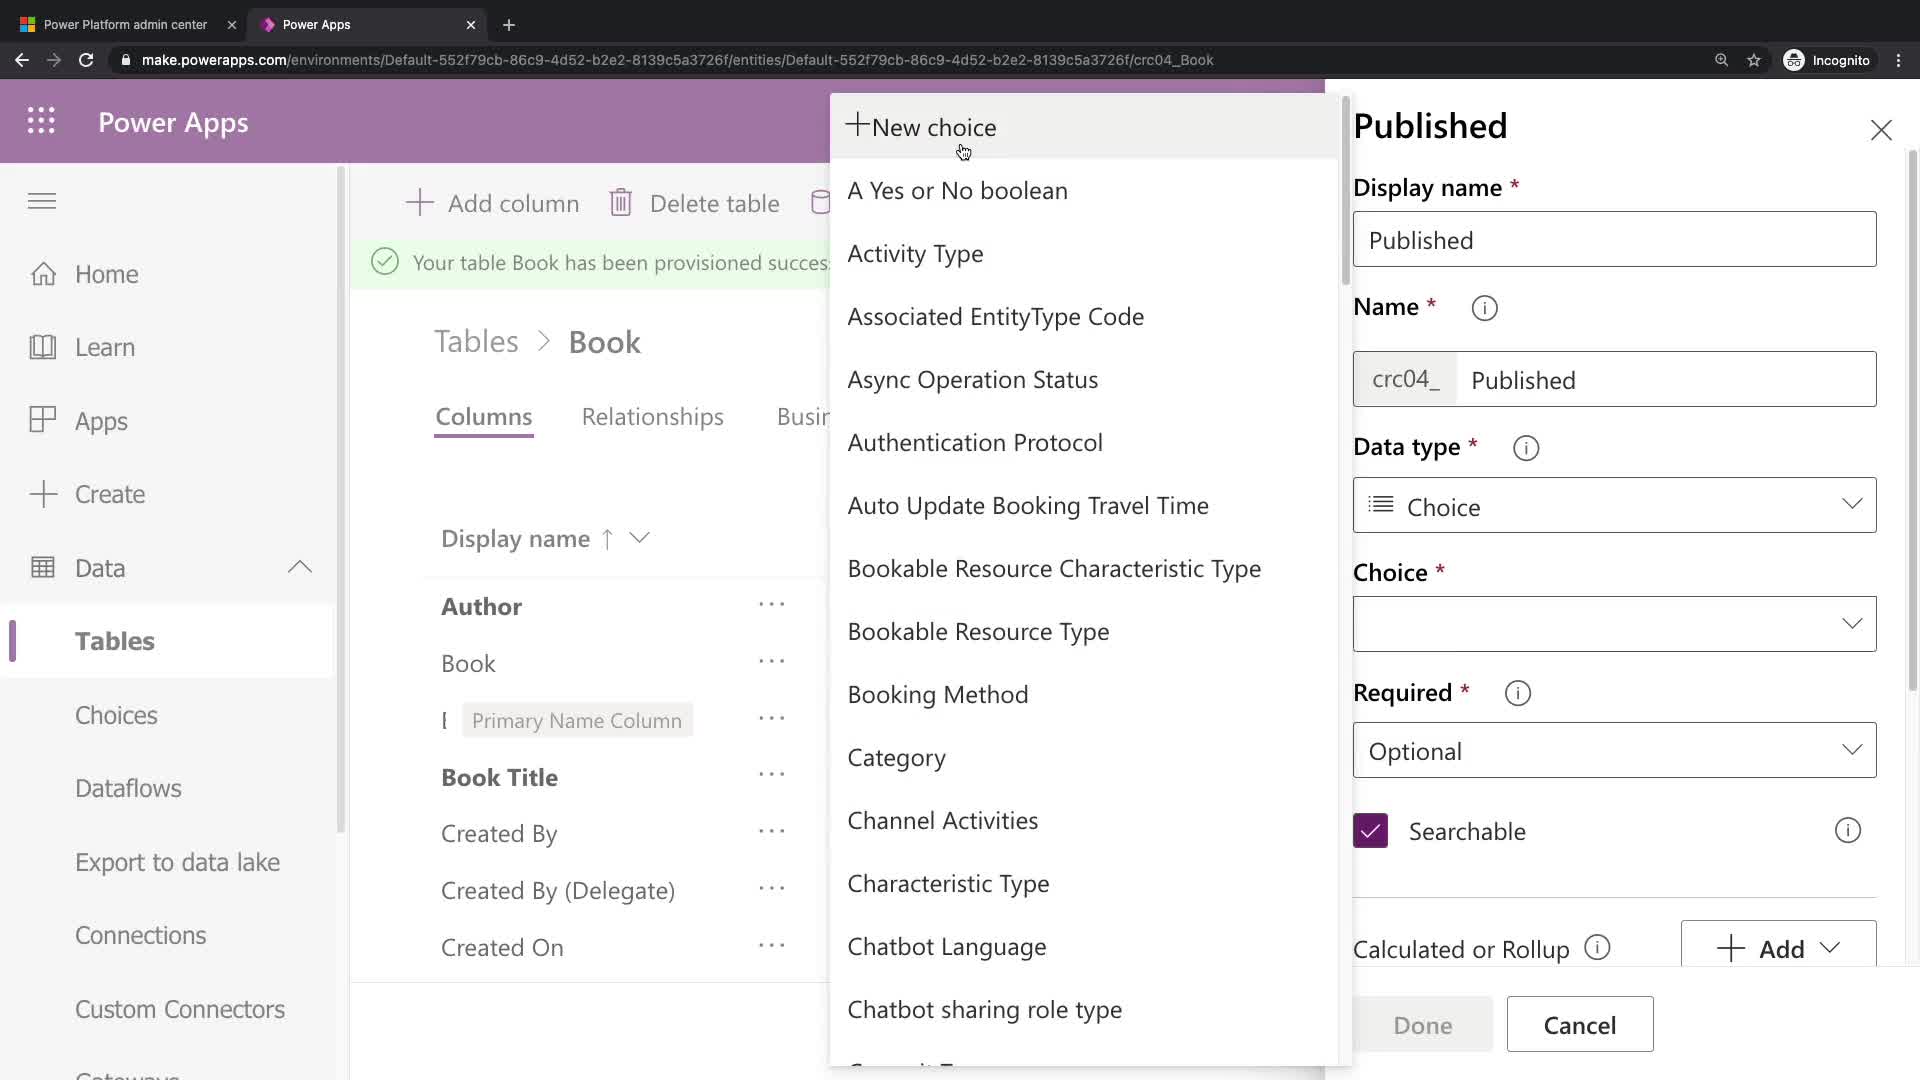 Power Platform admin center
Power Apps
make.powerapps.com/environments/Default-552f79cb-86c9-4d52-b2e2-8139c5a3726f/entities/Default-552f79cb-86c9-4d52-b2e2-8139c5a3726f/crc04_Book
Incognito
Power Apps
Home
Learn
Apps
Create
Data
Tables
Choices
Dataflows
Export to data lake
Connections
Custom Connectors
Add column
Delete table
Your table Book has been provisioned succes
Tables > Book
Columns
Relationships
Busin
Display name
Author
Book
Primary Name Column
Book Title
Created By
Created By (Delegate)
Created On
New choice
A Yes or No boolean
Activity Type
Associated EntityType Code
Async Operation Status
Authentication Protocol
Auto Update Booking Travel Time
Bookable Resource Characteristic Type
Bookable Resource Type
Booking Method
Category
Channel Activities
Characteristic Type
Chatbot Language
Chatbot sharing role type
Published
Display name *
Published
Name *
crc04_ Published
Data type *
Choice
Choice *
Required *
Optional
Searchable
Calculated or Rollup
Add
Done
Cancel